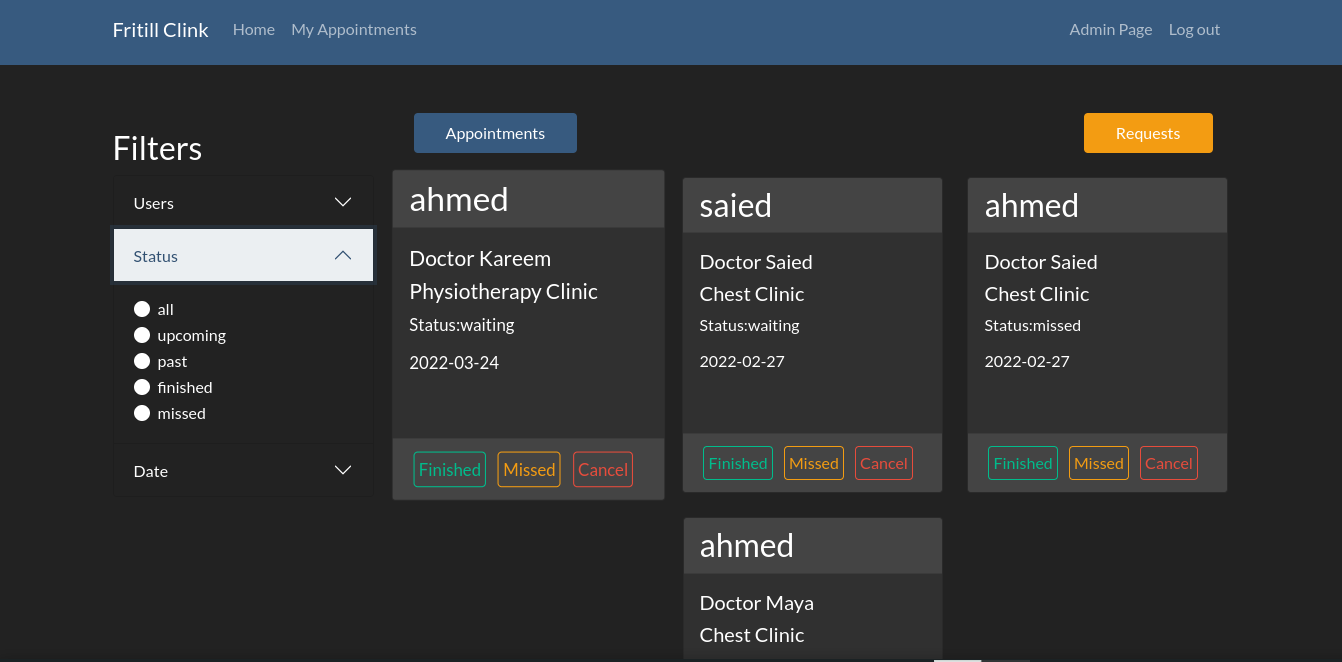 Fritill Clink
Home
My Appointments
Admin Page
Log out
Filters
Users
Status
all
upcoming
past
finished
missed
Date
Appointments
Requests
ahmed
Doctor Kareem
Physiotherapy Clinic
Status:waiting
2022-03-24
Finished
Missed
Cancel
saied
Doctor Saied
Chest Clinic
Status:waiting
2022-02-27
Finished
Missed
Cancel
ahmed
Doctor Saied
Chest Clinic
Status:missed
2022-02-27
Finished
Missed
Cancel
ahmed
Doctor Maya
Chest Clinic